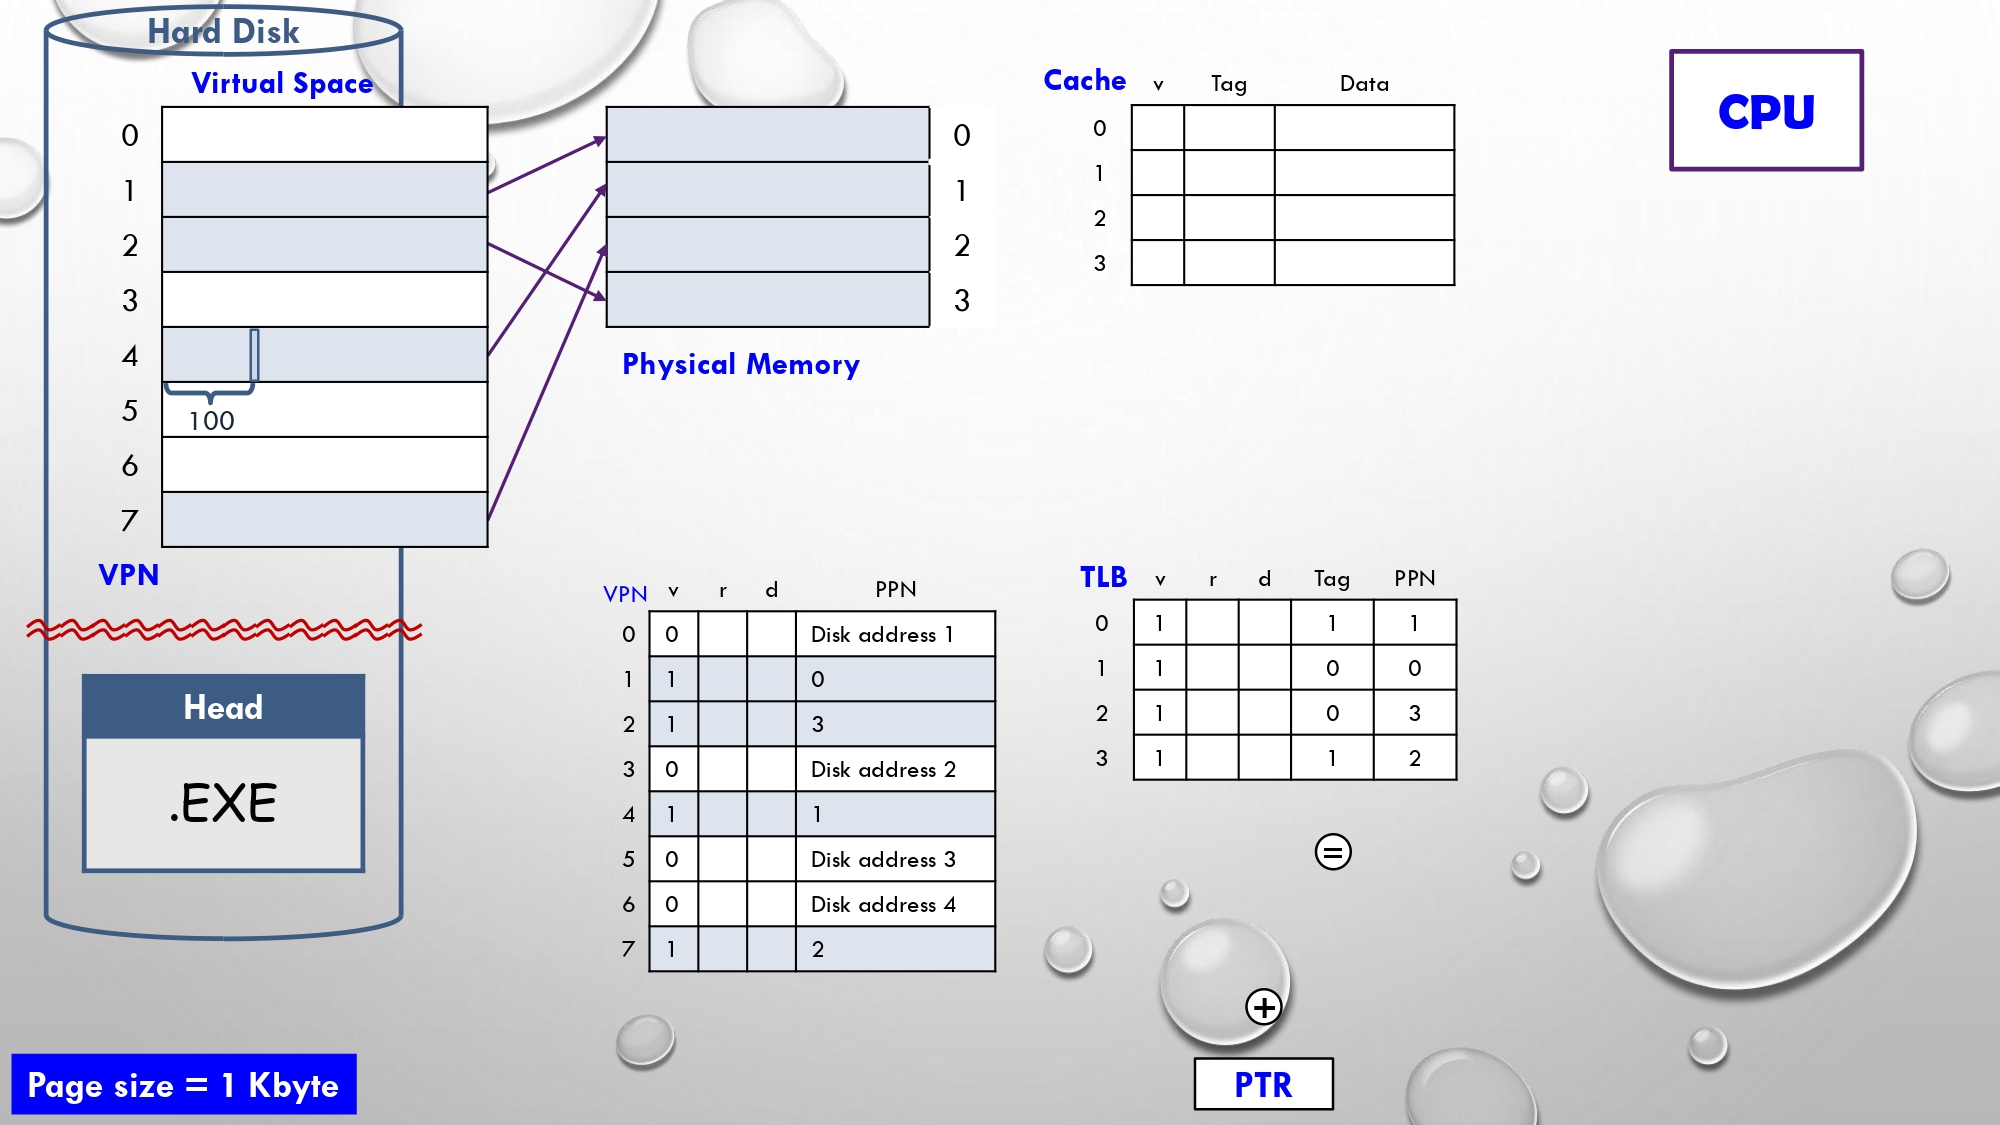 Hard Disk
Virtual Space
0
1
2
3
4
100
5
6
7
VPN
Head
.EXE
Page size = 1 Kbyte
0
1
2
3
Physical Memory
Cache v Tag Data
0
1
2
3
CPU
VPN v r d PPN
0 0 Disk address 1
1 1 0
2 1 3
3 0 Disk address 2
4 1 1
5 0 Disk address 3
6 0 Disk address 4
7 1 2
TLB v r d Tag PPN
0 1 1 1
1 1 0 0
2 1 0 3
3 1 1 2
=
+
PTR